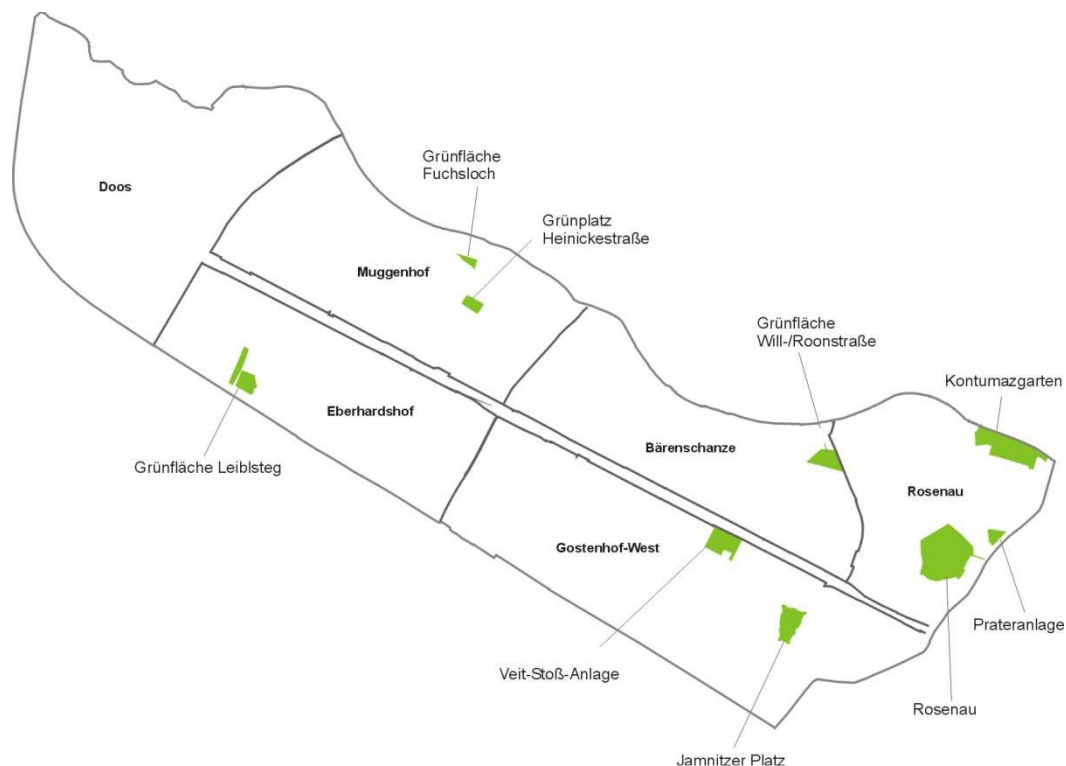 Grünfläche
Fuchsloch
Doos
Grünplatz
Heinickestraße
Muggenhof
Grünfläche
Will-/Roonstraße
Kontumazgarten
Eberhardshof
Bärenschanze
Grünfläche Leiblsteg
Rosenau
Gostenhof-West
Prateranlage
Veit-Stoß-Anlage
Rosenau
Jamnitzer Platz